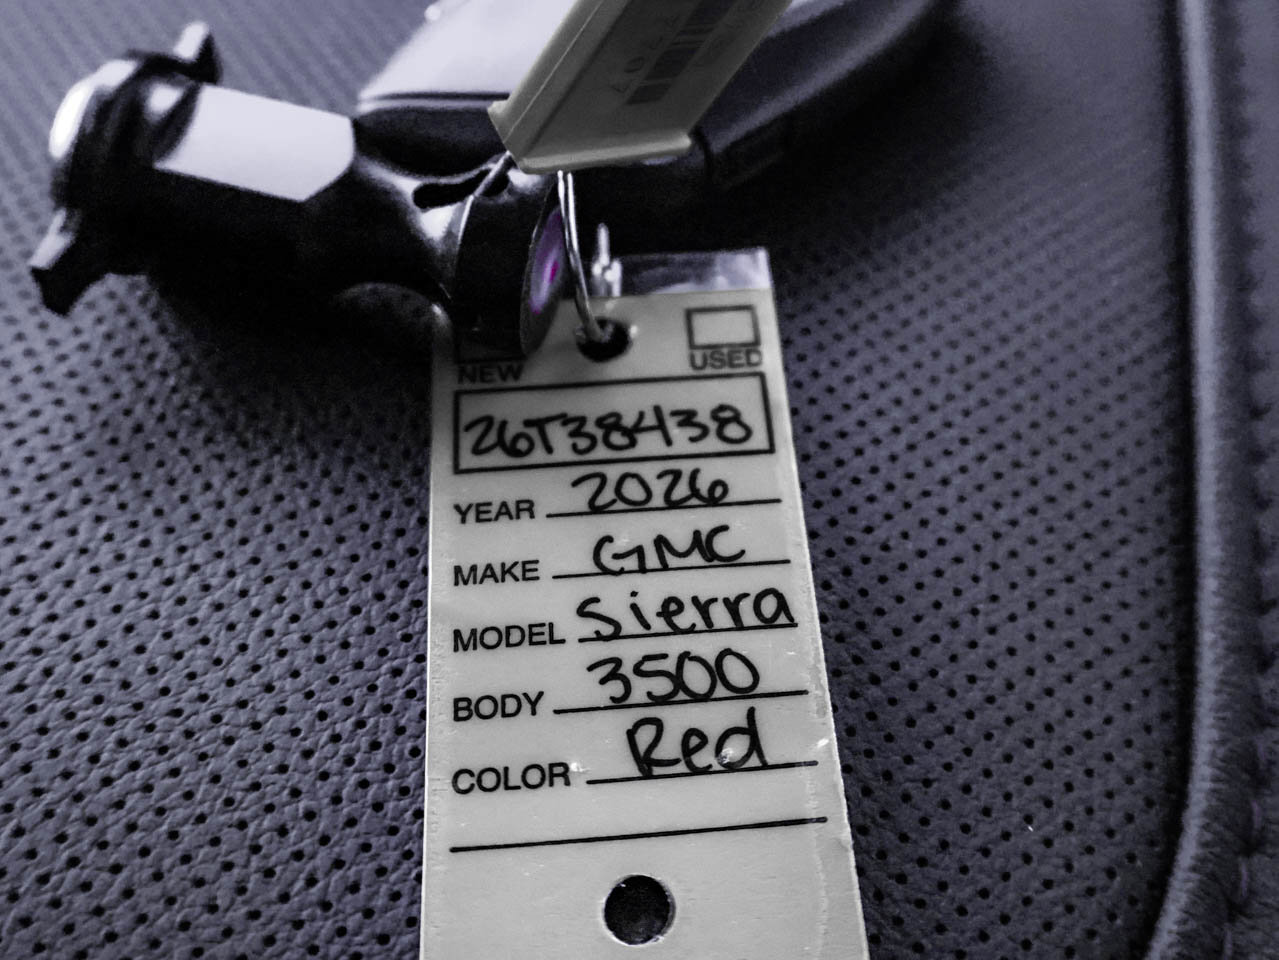 NEW USED
26T38438
YEAR 2026
MAKE GMC
MODEL Sierra
BODY 3500
COLOR Red